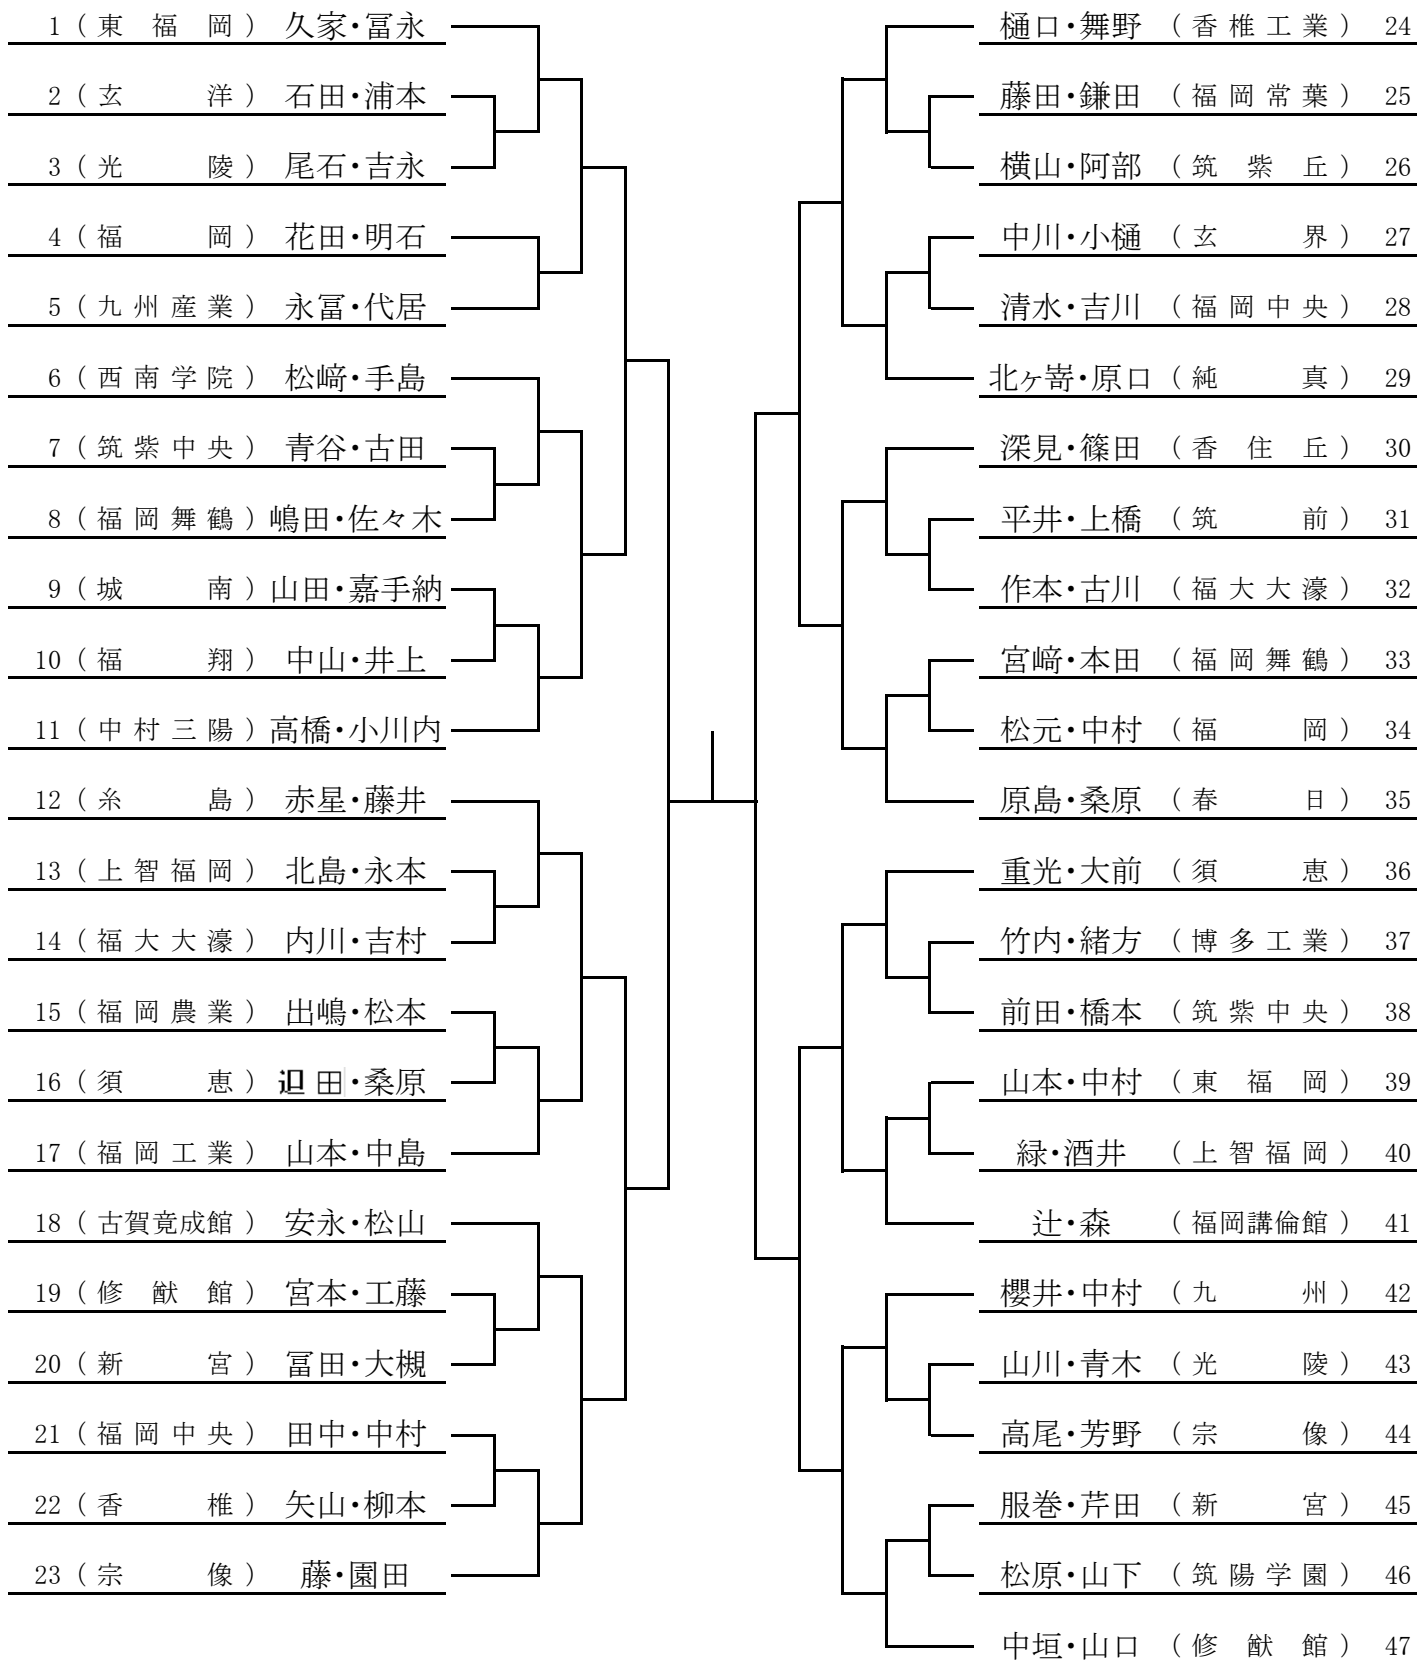 1 (東福岡) 久家・冨永
2 (玄洋) 石田・浦本
3 (光陵) 尾石・吉永
4 (福岡) 花田・明石
5 (九州産業) 永冨・代居
6 (西南学院) 松﨑・手島
7 (筑紫中央) 青谷・古田
8 (福岡舞鶴) 嶋田・佐々木
9 (城南) 山田・嘉手納
10 (福翔) 中山・井上
11 (中村三陽) 高橋・小川内
12 (糸島) 赤星・藤井
13 (上智福岡) 北島・永本
14 (福大大濠) 内川・吉村
15 (福岡農業) 出嶋・松本
16 (須恵) 田・桑原
17 (福岡工業) 山本・中島
18 (古賀竟成館) 安永・松山
19 (修猷館) 宮本・工藤
20 (新宮) 冨田・大槻
21 (福岡中央) 田中・中村
22 (香椎) 矢山・柳本
23 (宗像) 藤・園田
樋口・舞野 (香椎工業) 24
藤田・鎌田 (福岡常葉) 25
横山・阿部 (筑紫丘) 26
中川・小樋 (玄界) 27
清水・吉川 (福岡中央) 28
北ヶ嵜・原口 (純真) 29
深見・篠田 (香住丘) 30
平井・上橋 (筑前) 31
作本・古川 (福大大濠) 32
宮﨑・本田 (福岡舞鶴) 33
松元・中村 (福岡) 34
原島・桑原 (春日) 35
重光・大前 (須恵) 36
竹内・緒方 (博多工業) 37
前田・橋本 (筑紫中央) 38
山本・中村 (東福岡) 39
緑・酒井 (上智福岡) 40
辻・森 (福岡講倫館) 41
櫻井・中村 (九州) 42
山川・青木 (光陵) 43
高尾・芳野 (宗像) 44
服巻・芹田 (新宮) 45
松原・山下 (筑陽学園) 46
中垣・山口 (修猷館) 47